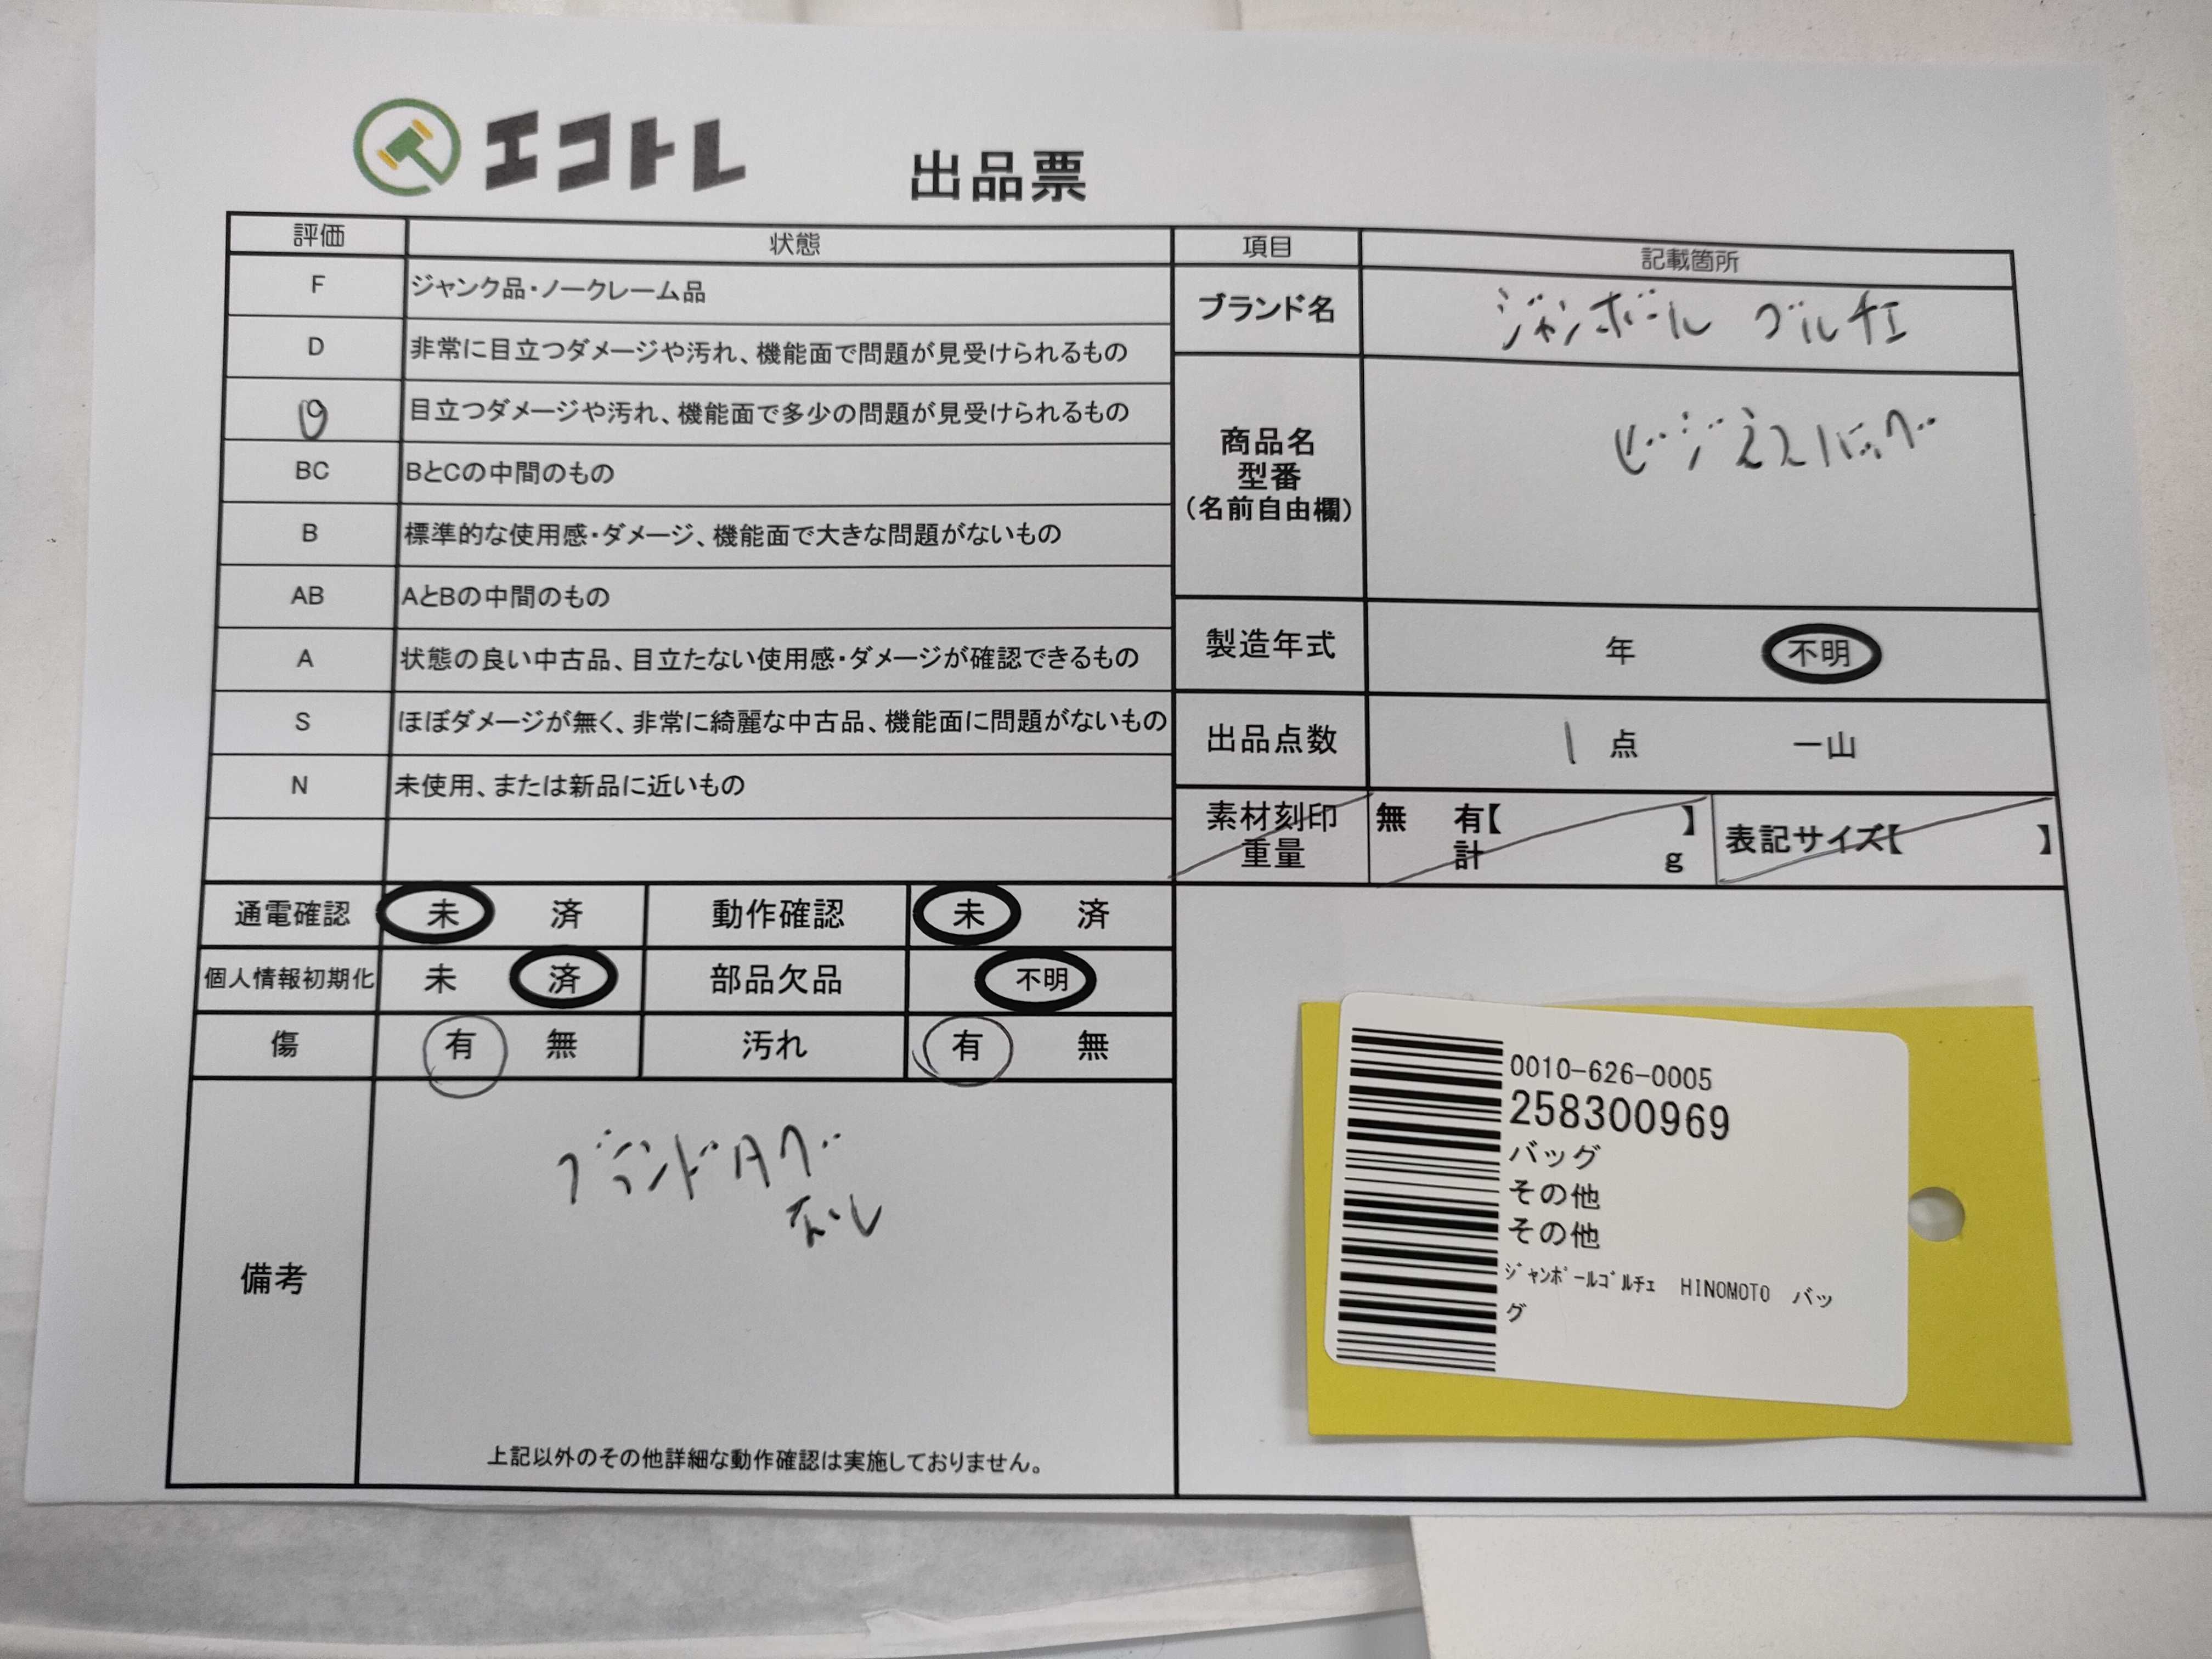 エコトレ
出品票
評価 状態 項目 記載箇所
F ジャンク品・ノークレーム品
D 非常に目立つダメージや汚れ、機能面で問題が見受けられるもの
C 目立つダメージや汚れ、機能面で多少の問題が見受けられるもの
BC BとCの中間のもの
B 標準的な使用感・ダメージ、機能面で大きな問題がないもの
AB AとBの中間のもの
A 状態の良い中古品、目立たない使用感・ダメージが確認できるもの
S ほぼダメージが無く、非常に綺麗な中古品、機能面に問題がないもの
N 未使用、または新品に近いもの
ブランド名 ジャンポール ゴルチェ
商品名
型番
(名前自由欄)
ビジネスバッグ
製造年式 年 不明
出品点数 1 点 一山
素材刻印
重量
無 有【 】
計 g
表記サイズ【 】
通電確認 未 済 動作確認 未 済
個人情報初期化 未 済 部品欠品 不明
傷 有 無 汚れ 有 無
備考
ブランドタグ
なし
上記以外のその他詳細な動作確認は実施しておりません。
0010-626-0005
258300969
バッグ
その他
その他
ｼﾞｬﾝﾎﾟｰﾙｺﾞﾙﾁｪ HINOMOTO バッ
グ